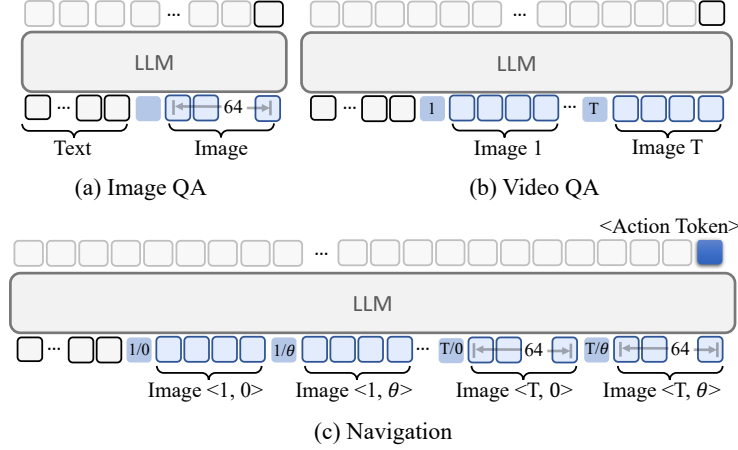 ...
LLM
... 64
Text Image
(a) Image QA
...
LLM
... 1 ... T
Image 1 Image T
(b) Video QA
<Action Token>
...
LLM
... 1/0 1/θ ... T/0 64 T/θ 64
Image <1, 0> Image <1, θ> Image <T, 0> Image <T, θ>
(c) Navigation